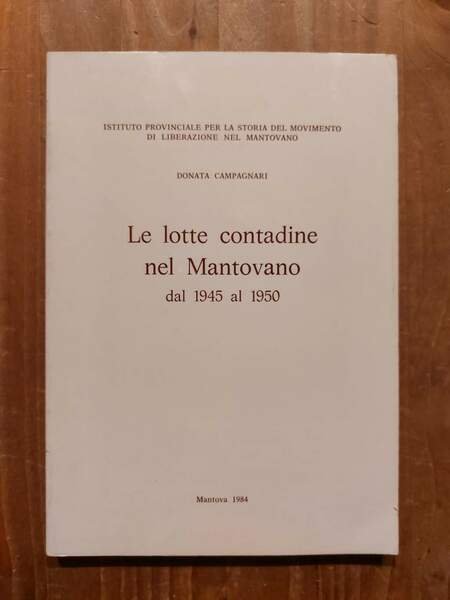 ISTITUTO PROVINCIALE PER LA STORIA DEL MOVIMENTO
DI LIBERAZIONE NEL MANTOVANO
DONATA CAMPAGNARI
Le lotte contadine
nel Mantovano
dal 1945 al 1950
Mantova 1984